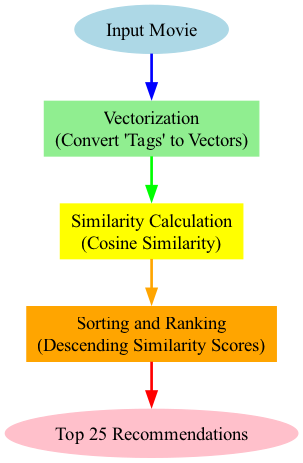 Input Movie
Vectorization
(Convert 'Tags' to Vectors)
Similarity Calculation
(Cosine Similarity)
Sorting and Ranking
(Descending Similarity Scores)
Top 25 Recommendations